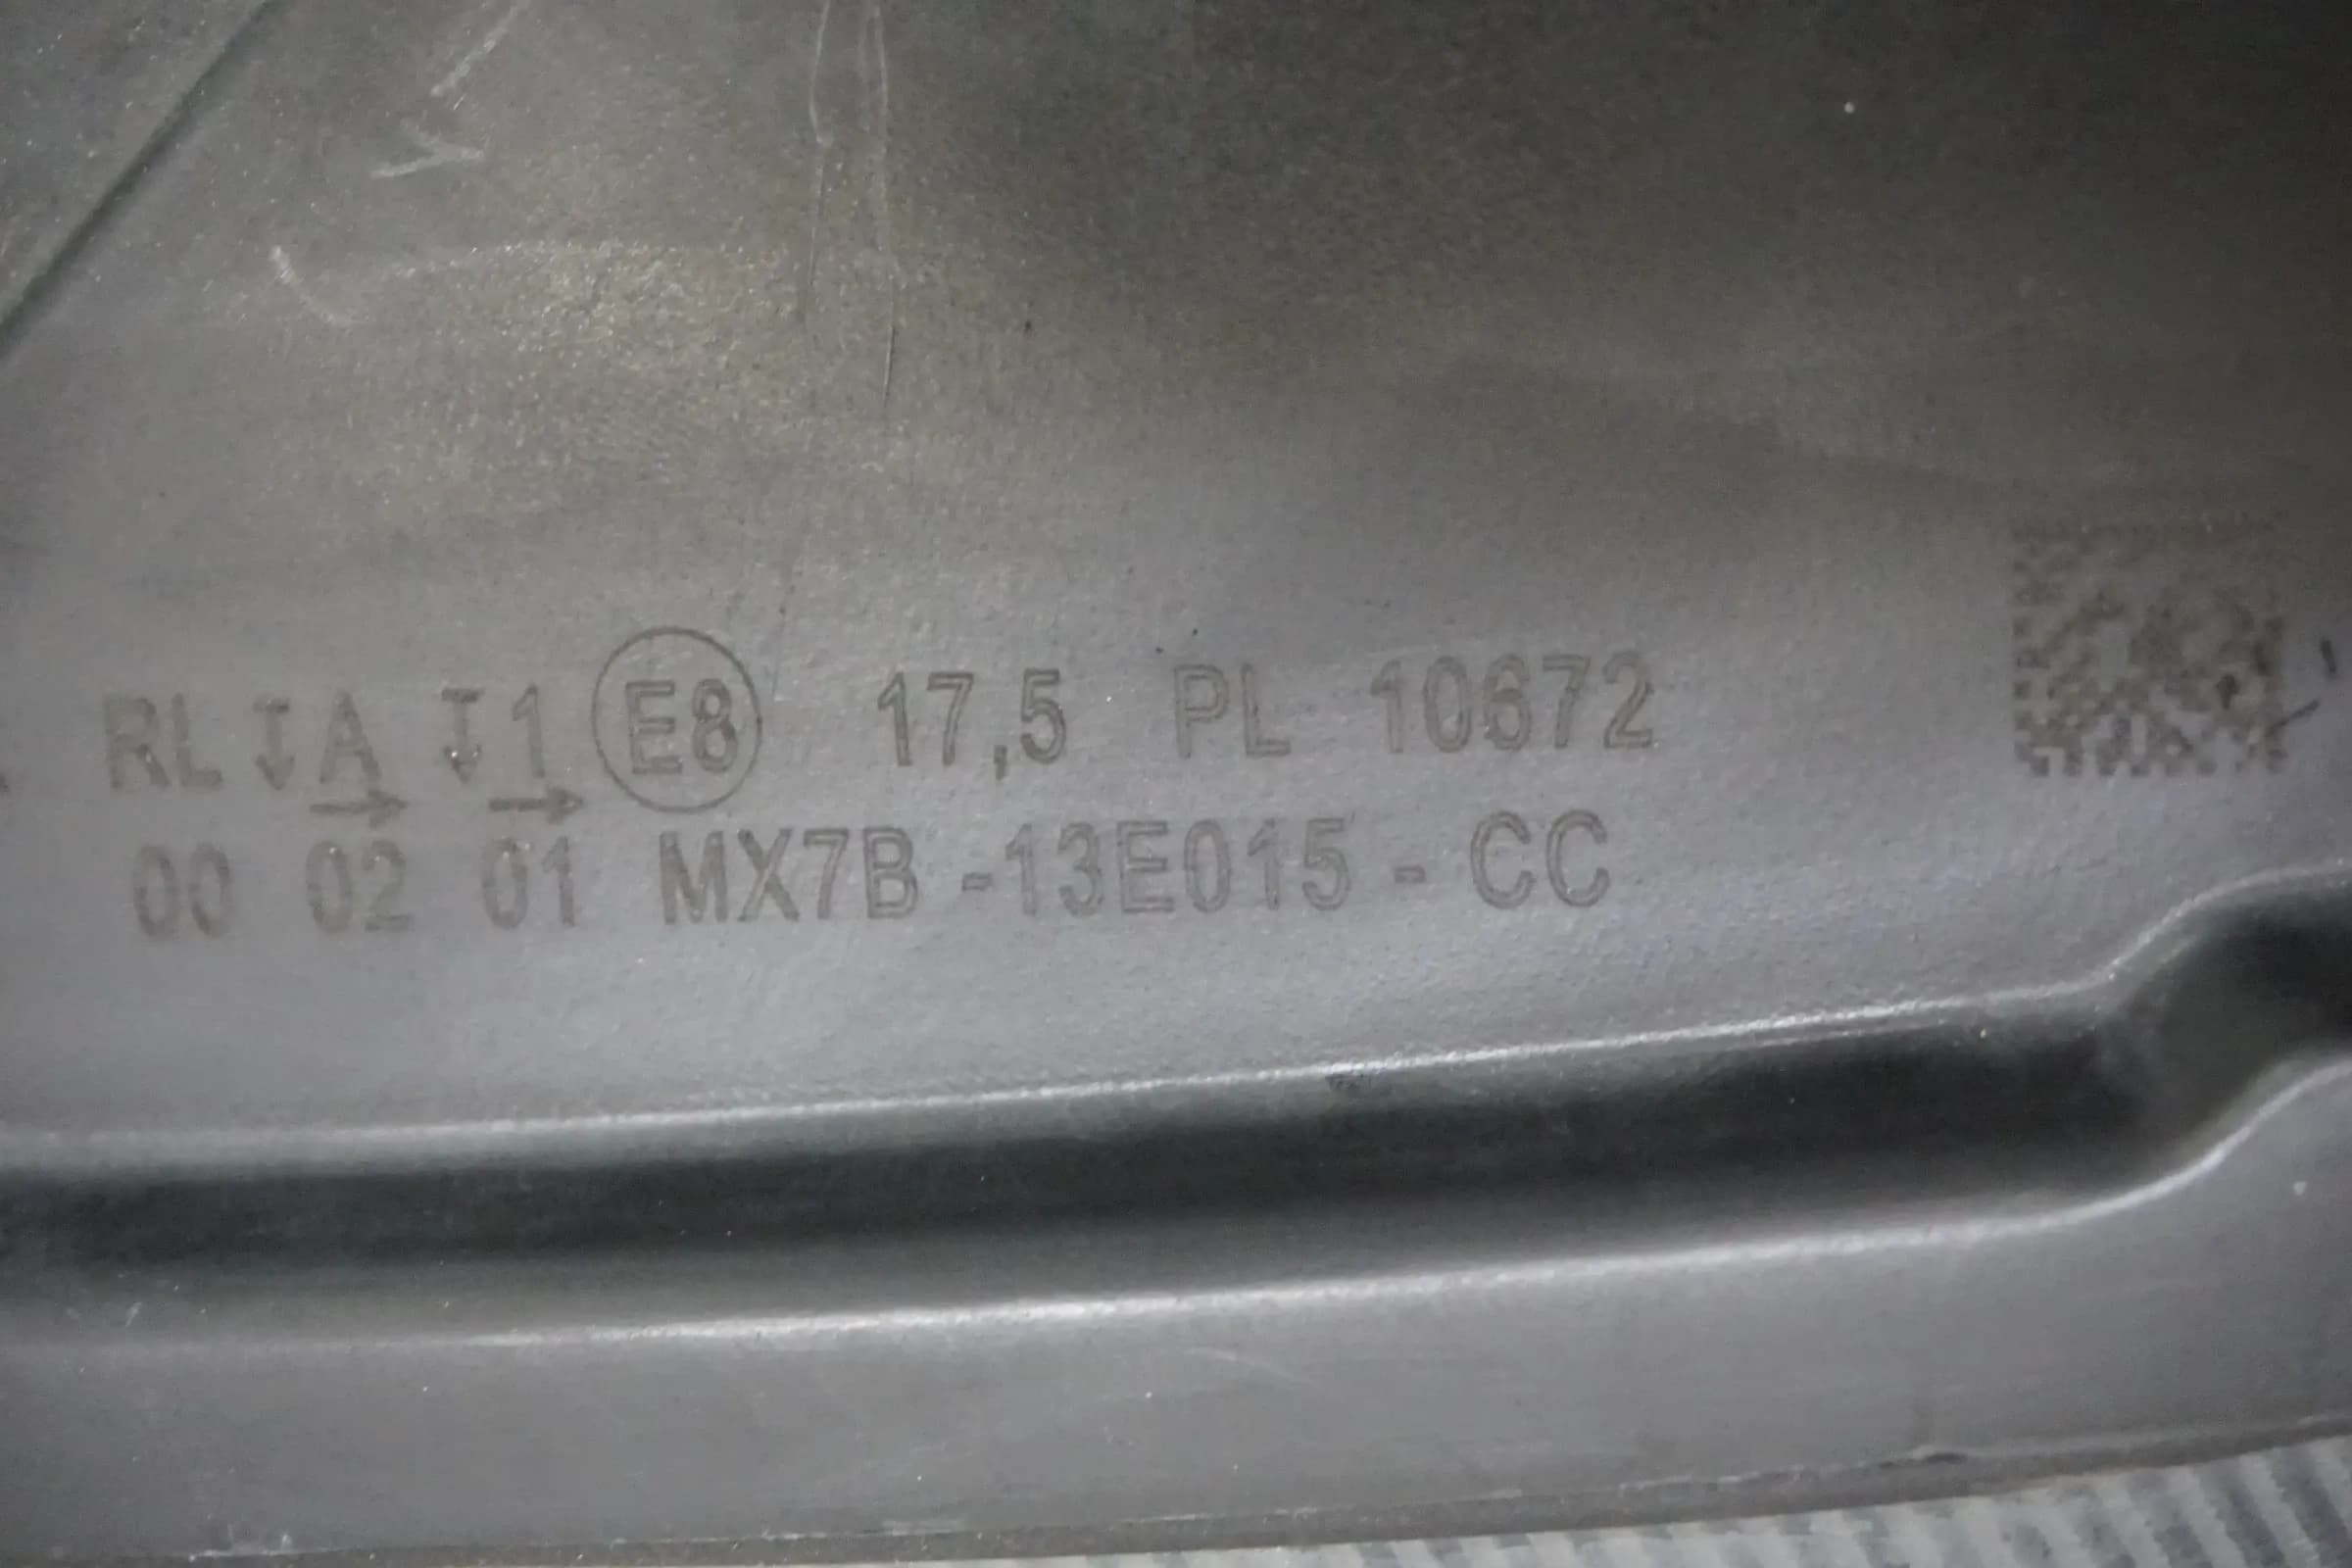 RL ↧ A ↧ 1 E8 17,5 PL 10672
→ →
00 02 01 MX7B -13E015 - CC